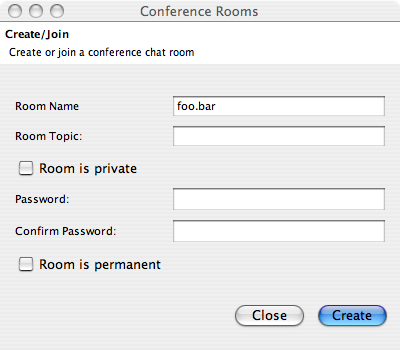 Conference Rooms
Create/Join
Create or join a conference chat room
Room Name foo.bar
Room Topic:
Room is private
Password:
Confirm Password:
Room is permanent
Close Create